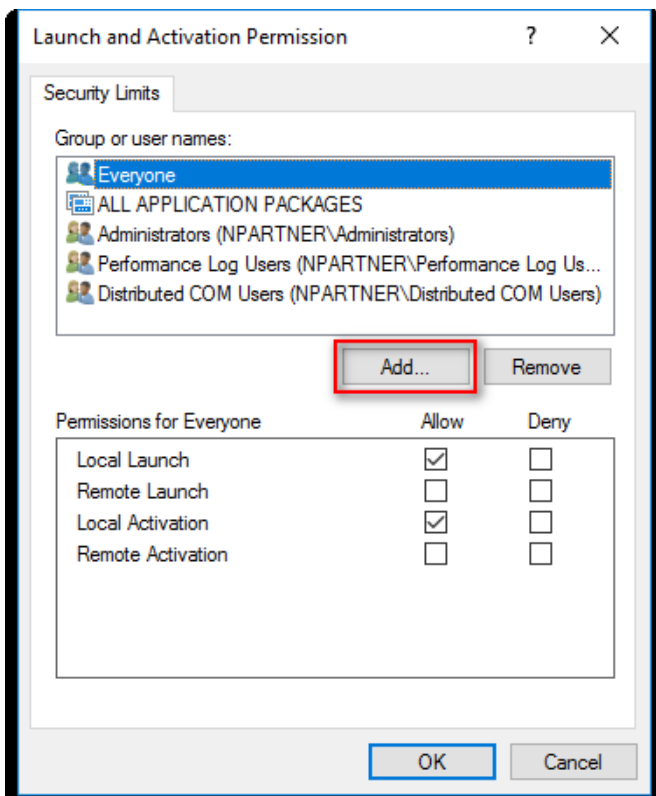 Launch and Activation Permission ?
Security Limits
Group or user names:
Everyone
ALL APPLICATION PACKAGES
Administrators (NPARTNER\Administrators)
Performance Log Users (NPARTNER\Performance Log Us...
Distributed COM Users (NPARTNER\Distributed COM Users)
Add... Remove
Permissions for Everyone Allow Deny
Local Launch
Remote Launch
Local Activation
Remote Activation
OK Cancel